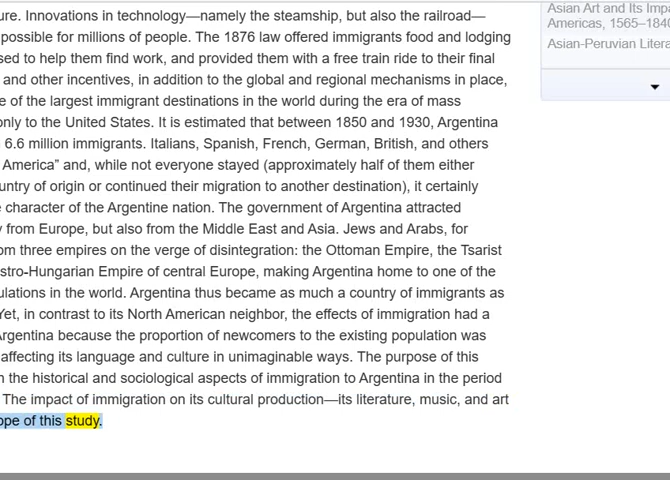 ure. Innovations in technology—namely the steamship, but also the railroad—
possible for millions of people. The 1876 law offered immigrants food and lodging
sed to help them find work, and provided them with a free train ride to their final
and other incentives, in addition to the global and regional mechanisms in place,
e of the largest immigrant destinations in the world during the era of mass
only to the United States. It is estimated that between 1850 and 1930, Argentina
6.6 million immigrants. Italians, Spanish, French, German, British, and others
America” and, while not everyone stayed (approximately half of them either
untry of origin or continued their migration to another destination), it certainly
e character of the Argentine nation. The government of Argentina attracted
y from Europe, but also from the Middle East and Asia. Jews and Arabs, for
om three empires on the verge of disintegration: the Ottoman Empire, the Tsarist
stro-Hungarian Empire of central Europe, making Argentina home to one of the
ulations in the world. Argentina thus became as much a country of immigrants as
Yet, in contrast to its North American neighbor, the effects of immigration had a
Argentina because the proportion of newcomers to the existing population was
affecting its language and culture in unimaginable ways. The purpose of this
n the historical and sociological aspects of immigration to Argentina in the period
The impact of immigration on its cultural production—its literature, music, and art
ope of this study.
Asian Art and Its Impa
Americas, 1565–1840
Asian-Peruvian Litera